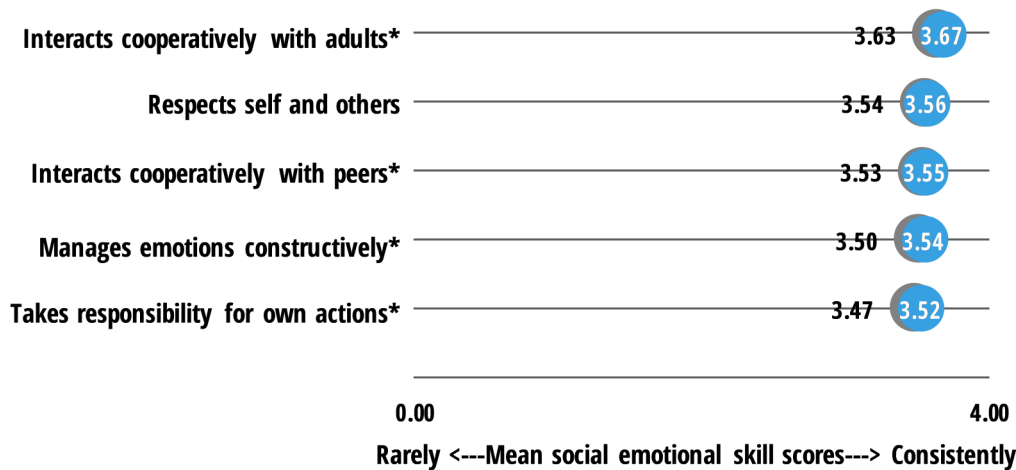 Interacts cooperatively with adults* 3.63 3.67
Respects self and others 3.54 3.56
Interacts cooperatively with peers* 3.53 3.55
Manages emotions constructively* 3.50 3.54
Takes responsibility for own actions* 3.47 3.52
0.00 4.00
Rarely <---Mean social emotional skill scores---> Consistently